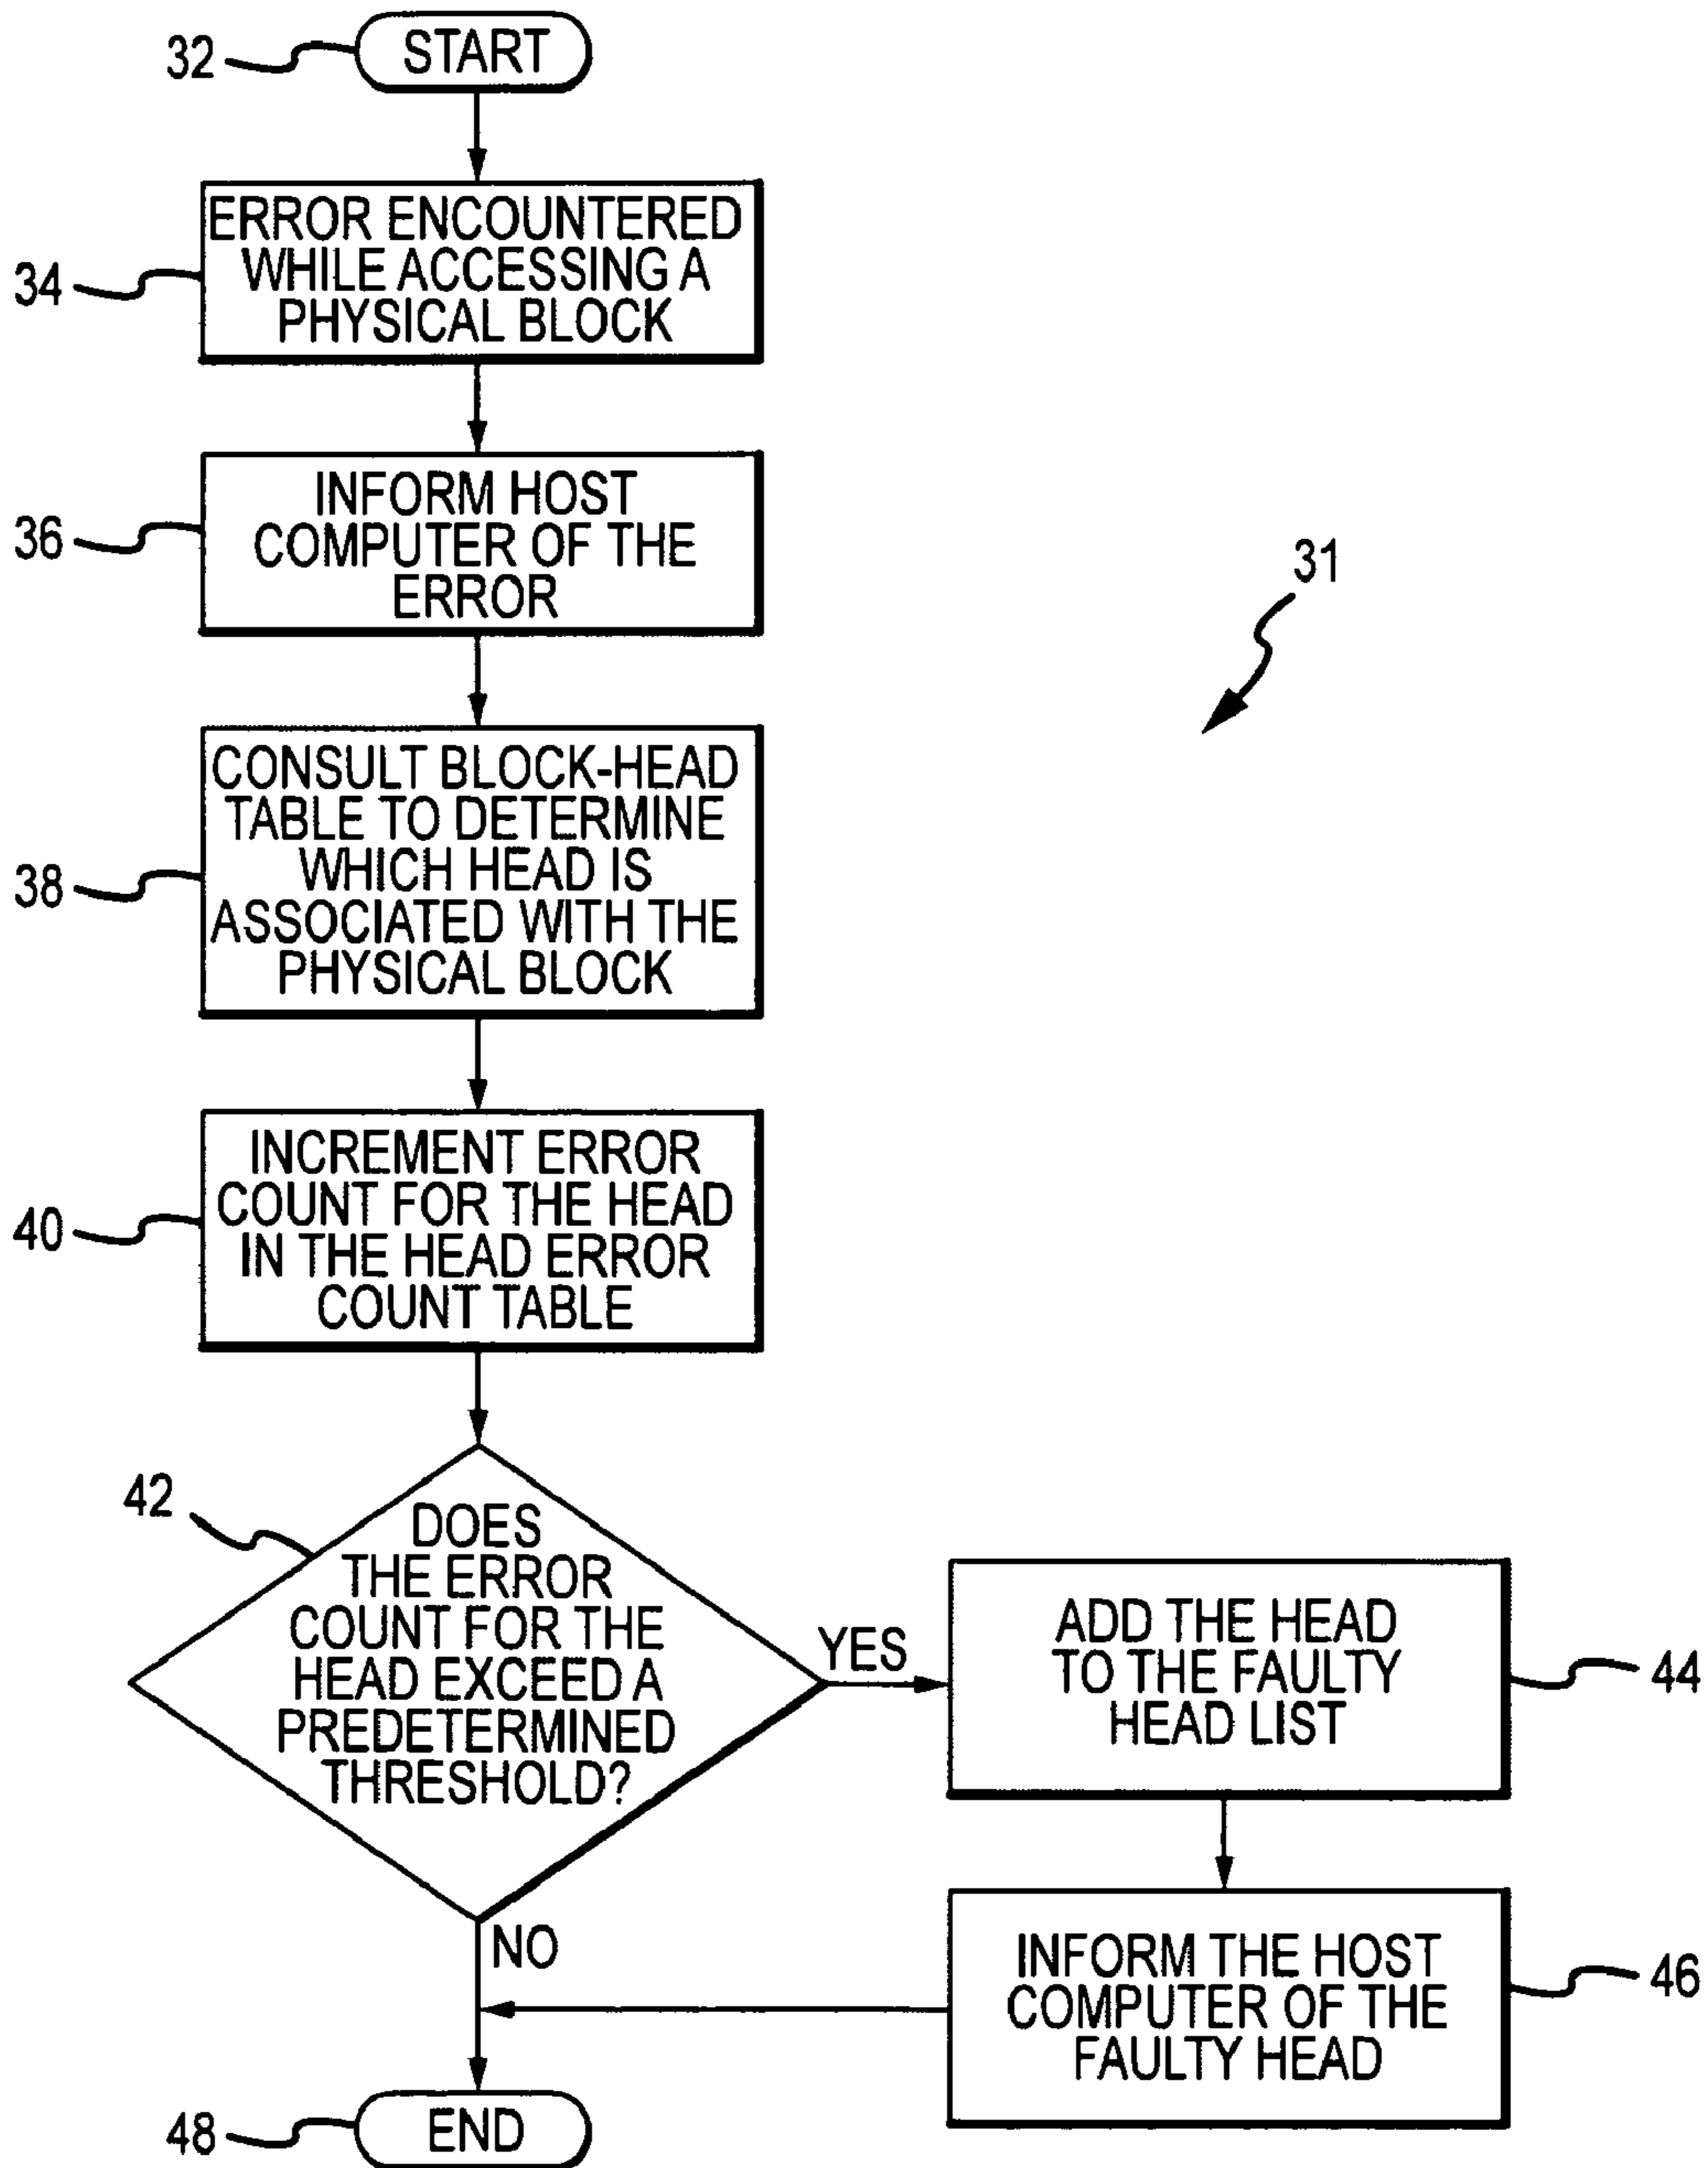 32
START
34
ERROR ENCOUNTERED
WHILE ACCESSING A
PHYSICAL BLOCK
36
INFORM HOST
COMPUTER OF THE
ERROR
31
38
CONSULT BLOCK-HEAD
TABLE TO DETERMINE
WHICH HEAD IS
ASSOCIATED WITH THE
PHYSICAL BLOCK
40
INCREMENT ERROR
COUNT FOR THE HEAD
IN THE HEAD ERROR
COUNT TABLE
42
DOES
THE ERROR
COUNT FOR THE
HEAD EXCEED A
PREDETERMINED
THRESHOLD?
YES
ADD THE HEAD
TO THE FAULTY
HEAD LIST
44
NO
INFORM THE HOST
COMPUTER OF THE
FAULTY HEAD
46
48
END